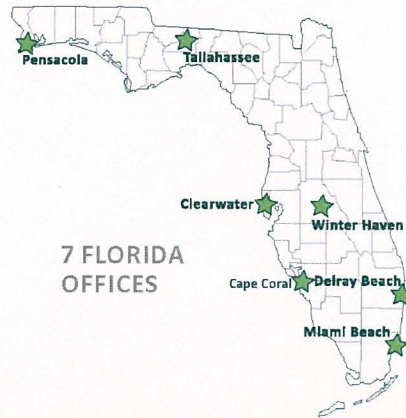 Pensacola
Tallahassee
Clearwater
Winter Haven
7 FLORIDA
OFFICES
Cape Coral
Delray Beach
Miami Beach